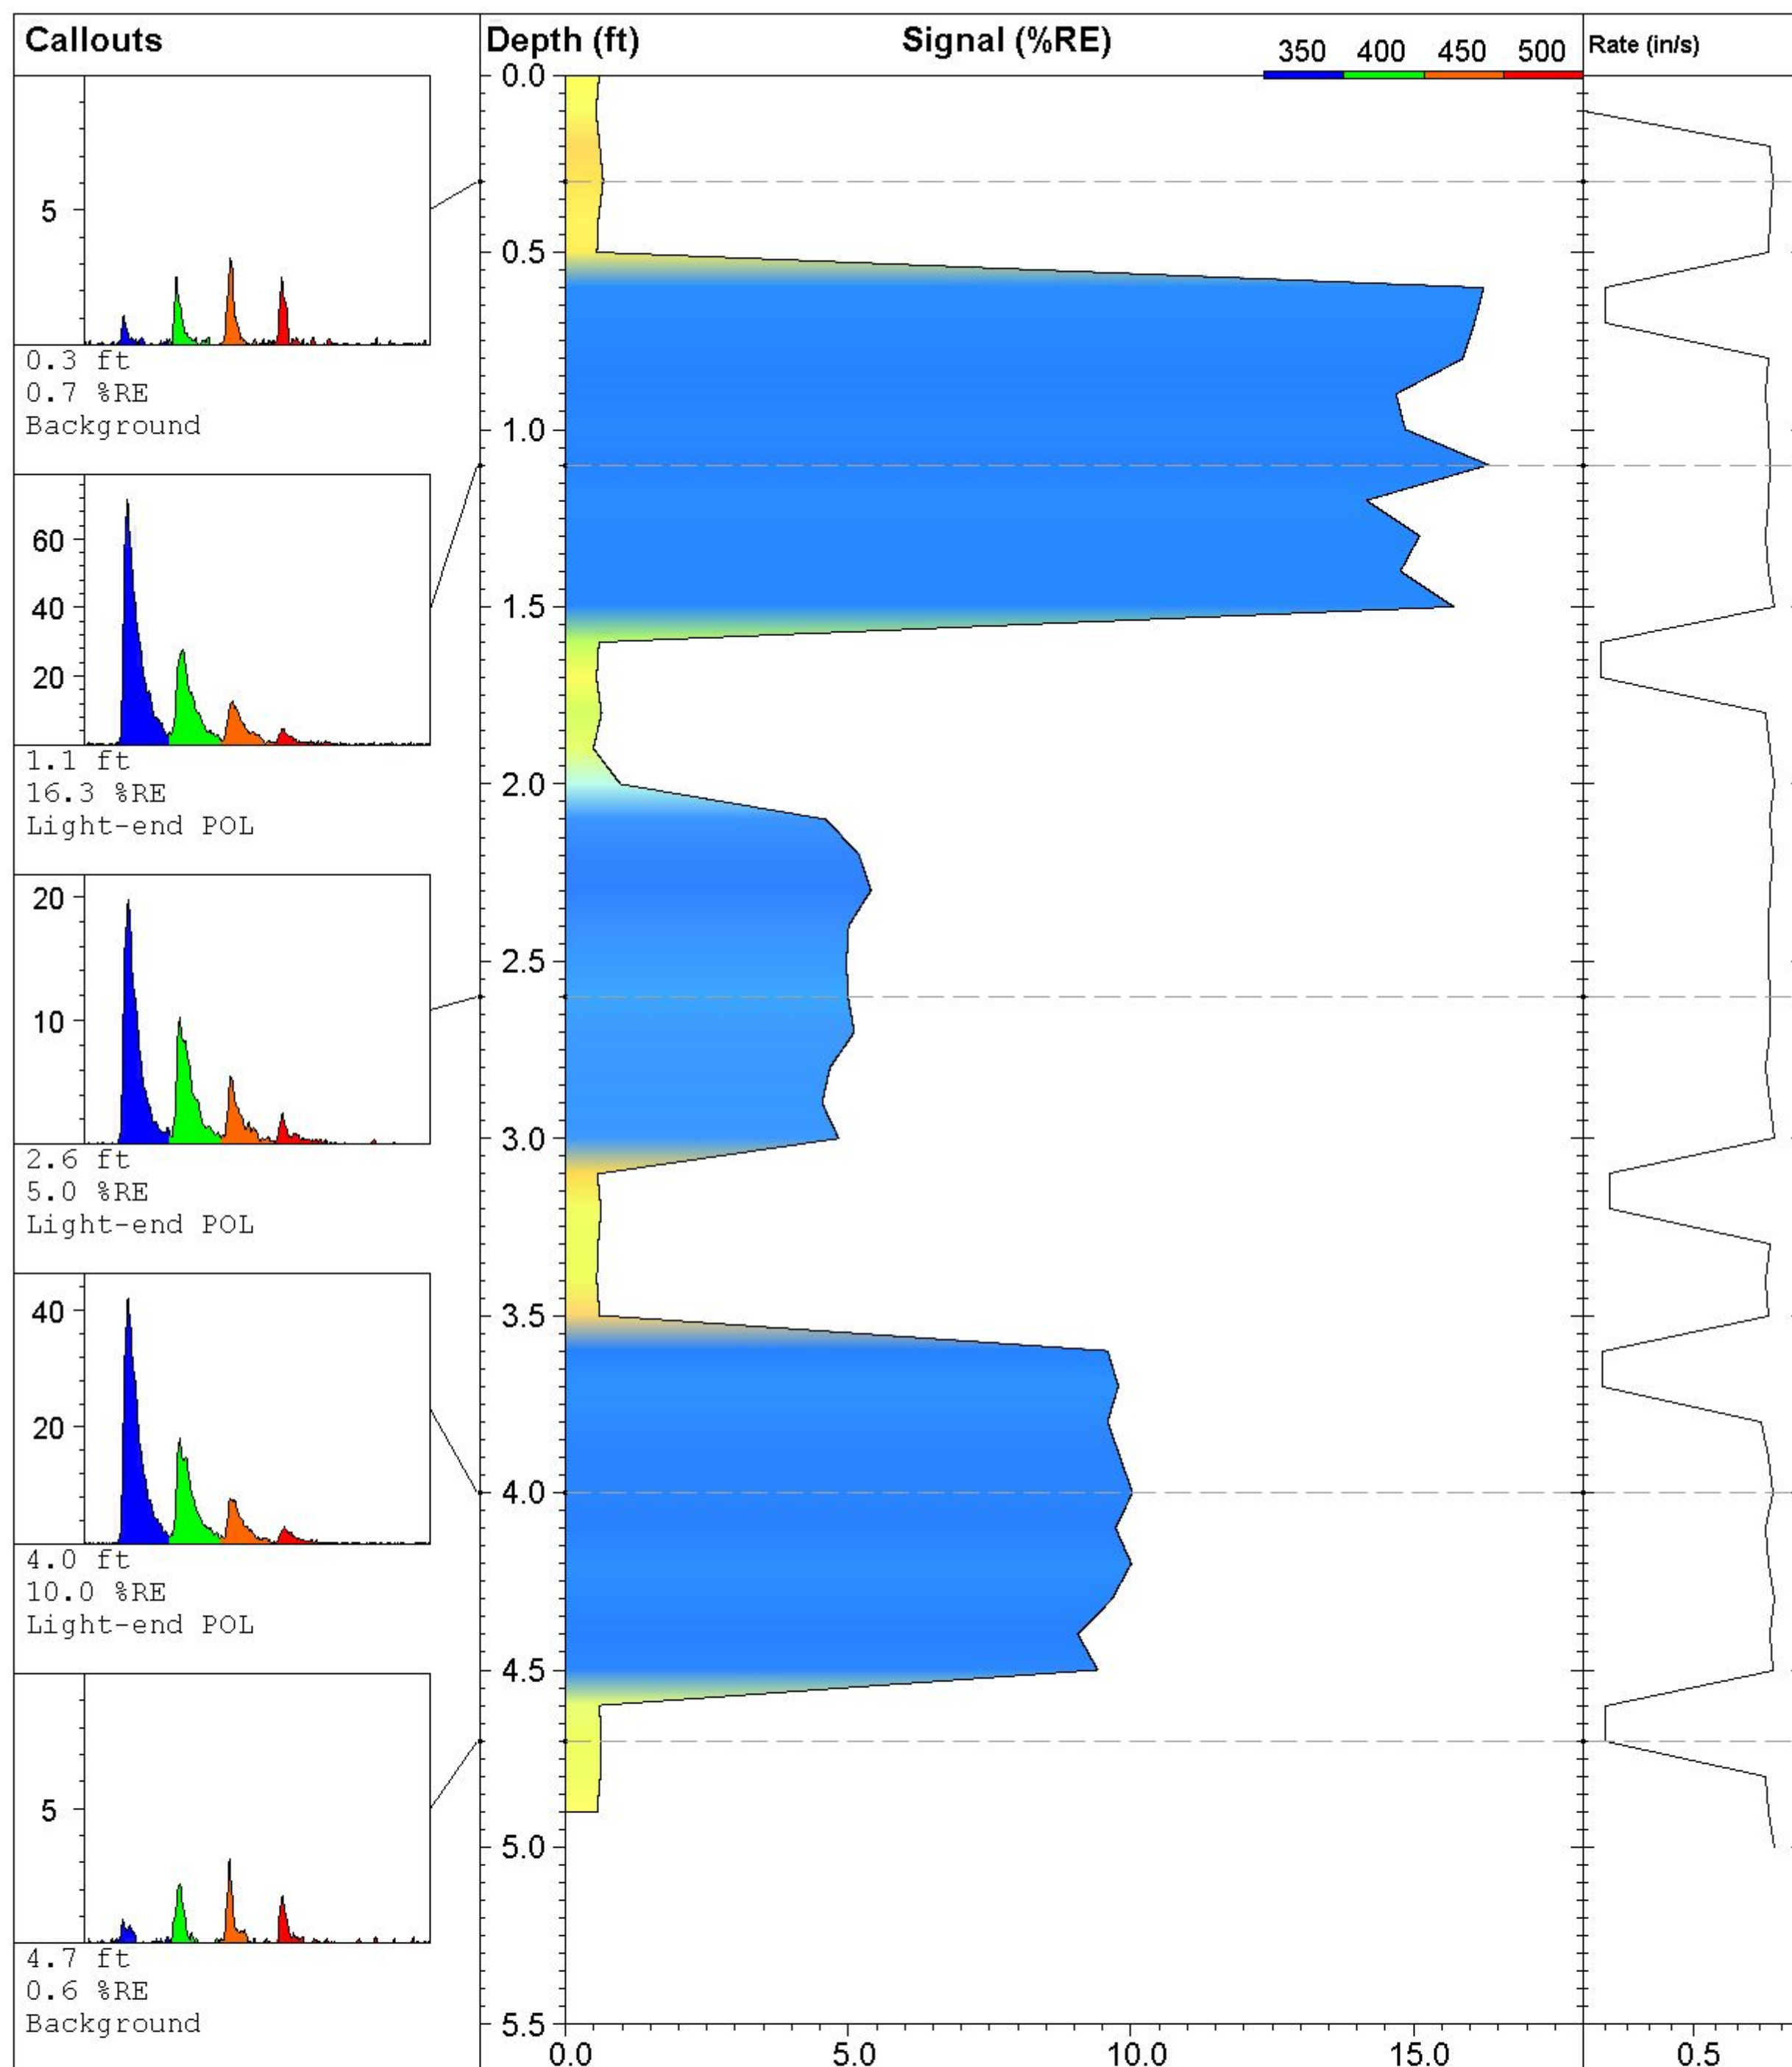 Callouts
Depth (ft)
Signal (%RE)
350 400 450 500
Rate (in/s)
5
0.3 ft
0.7 %RE
Background
60
40
20
1.1 ft
16.3 %RE
Light-end POL
20
10
2.6 ft
5.0 %RE
Light-end POL
40
20
4.0 ft
10.0 %RE
Light-end POL
5
4.7 ft
0.6 %RE
Background
0.0
0.5
1.0
1.5
2.0
2.5
3.0
3.5
4.0
4.5
5.0
5.5
0.0 5.0 10.0 15.0
0.5